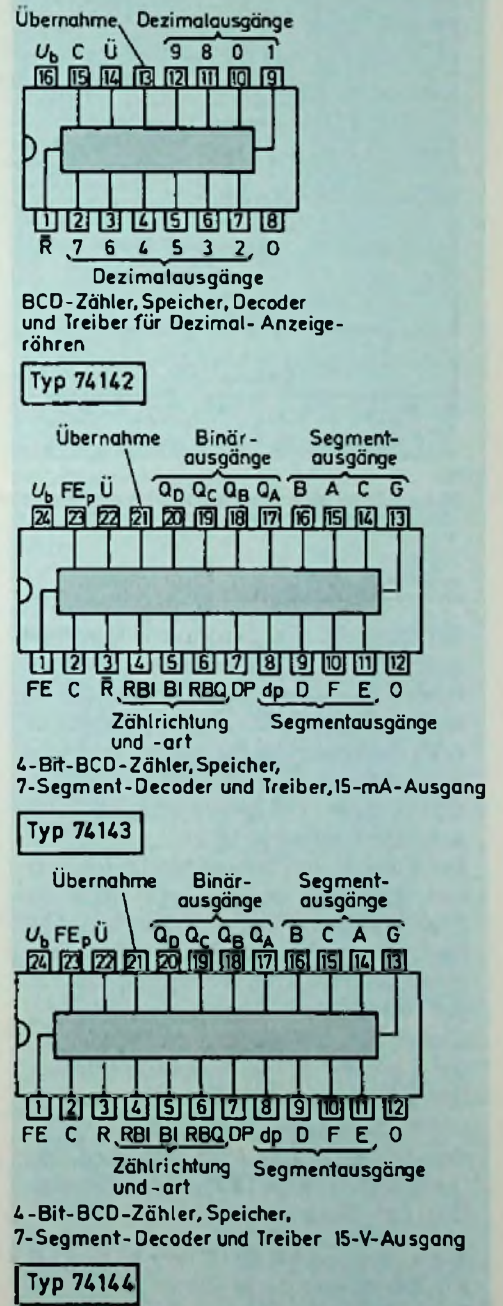 Übernahme Dezimalausgänge
U_b C Ü 9 8 0 1
16 15 14 13 12 11 10 9
1 2 3 4 5 6 7 8
R̄ 7 6 4 5 3 2 0
Dezimalausgänge
BCD-Zähler, Speicher, Decoder
und Treiber für Dezimal-Anzeige-
röhren
Typ 74142
Übernahme Binär- Segment-
ausgänge ausgänge
U_b FE_p Ü Q_D Q_C Q_B Q_A B A C G
24 23 22 21 20 19 18 17 16 15 14 13
1 2 3 4 5 6 7 8 9 10 11 12
FE C R̄ RBI BI RBQ DP dp D F E 0
Zählrichtung Segmentausgänge
und -art
4-Bit-BCD-Zähler, Speicher,
7-Segment-Decoder und Treiber, 15-mA-Ausgang
Typ 74143
Übernahme Binär- Segment-
ausgänge ausgänge
U_b FE_p Ü Q_D Q_C Q_B Q_A B C A G
24 23 22 21 20 19 18 17 16 15 14 13
1 2 3 4 5 6 7 8 9 10 11 12
FE C R RBI BI RBQ DP dp D F E 0
Zählrichtung Segmentausgänge
und -art
4-Bit-BCD-Zähler, Speicher,
7-Segment-Decoder und Treiber 15-V-Ausgang
Typ 74144